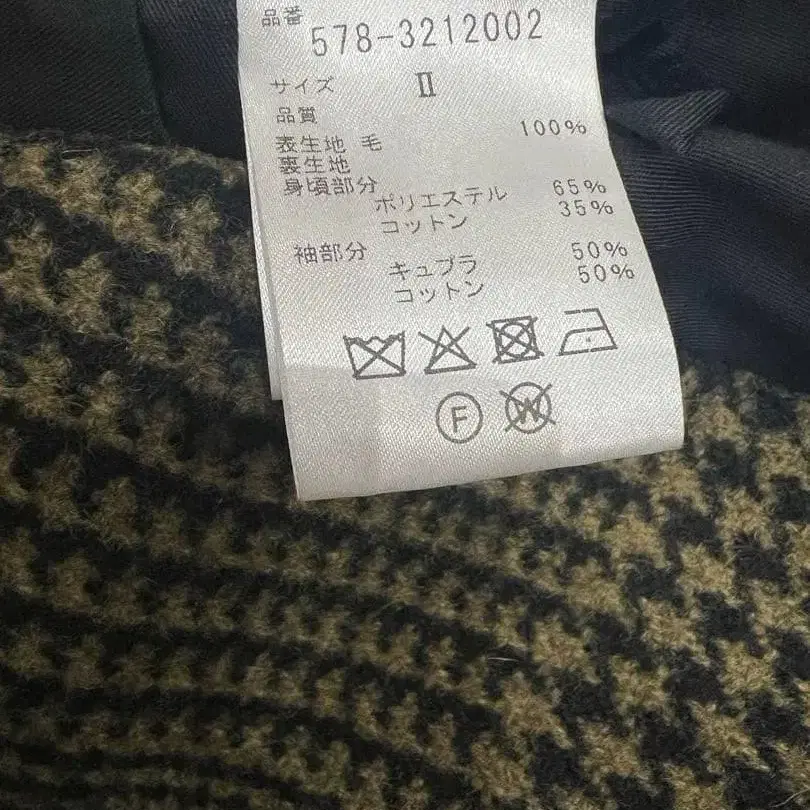 品番
578-3212002
サイズ II
品質
表生地 毛 100%
裏生地
身頃部分
ポリエステル 65%
コットン 35%
袖部分
キュプラ 50%
コットン 50%
F
W